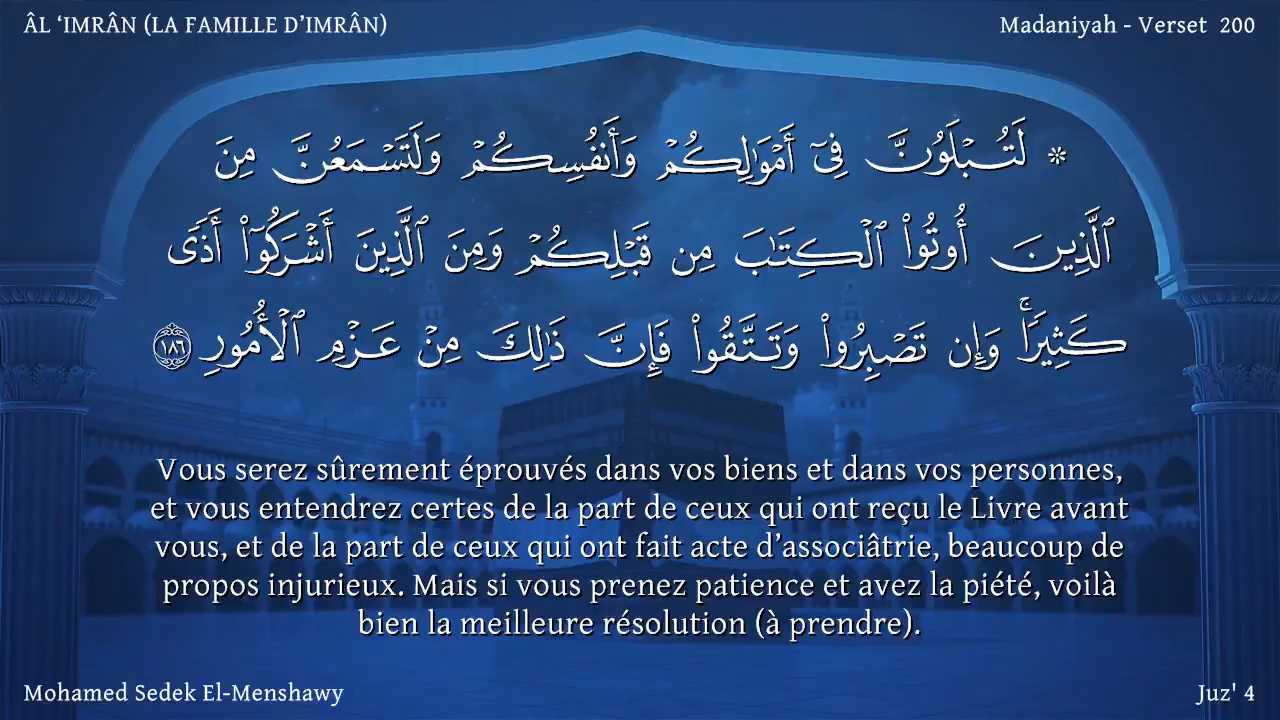 ÂL ‘IMRÂN (LA FAMILLE D’IMRÂN)
Madaniyah - Verset 200
۞ لَتُبْلَوُنَّ فِىٓ أَمْوَٰلِكُمْ وَأَنفُسِكُمْ وَلَتَسْمَعُنَّ مِنَ
ٱلَّذِينَ أُوتُوا۟ ٱلْكِتَـٰبَ مِن قَبْلِكُمْ وَمِنَ ٱلَّذِينَ أَشْرَكُوٓا۟ أَذًى
كَثِيرًا ۚ وَإِن تَصْبِرُوا۟ وَتَتَّقُوا۟ فَإِنَّ ذَٰلِكَ مِنْ عَزْمِ ٱلْأُمُورِ ١٨٦
Vous serez sûrement éprouvés dans vos biens et dans vos personnes,
et vous entendrez certes de la part de ceux qui ont reçu le Livre avant
vous, et de la part de ceux qui ont fait acte d’associâtrie, beaucoup de
propos injurieux. Mais si vous prenez patience et avez la piété, voilà
bien la meilleure résolution (à prendre).
Mohamed Sedek El-Menshawy
Juz' 4